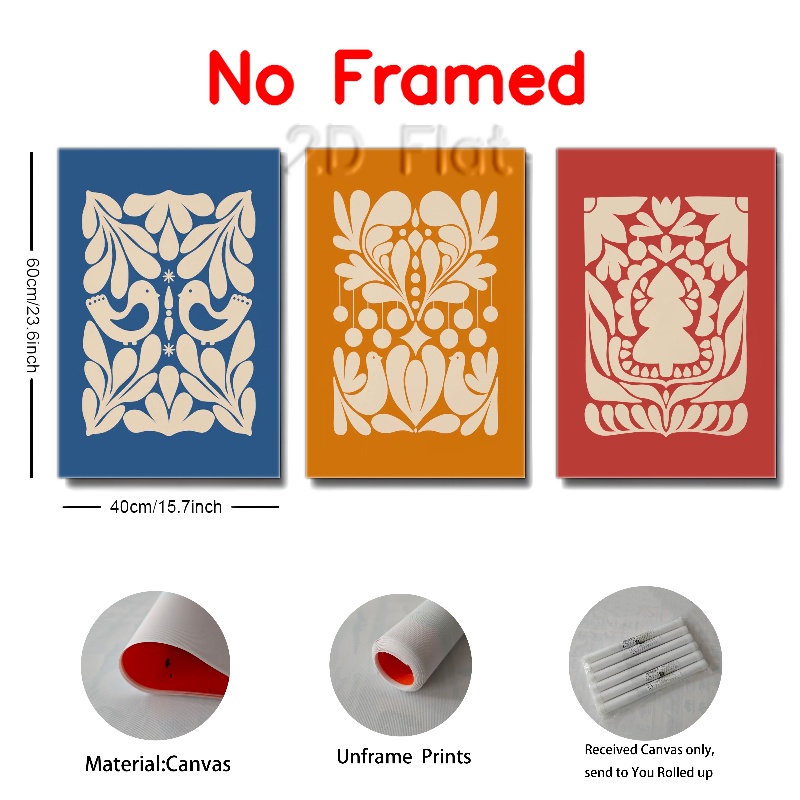 No Framed
2D Flat
60cm/23.6inch
40cm/15.7inch
Material:Canvas
Unframe Prints
Received Canvas only,
send to You Rolled up